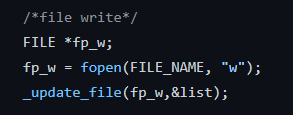 /*file write*/
FILE *fp_w;
fp_w = fopen(FILE_NAME, "w");
_update_file(fp_w,&list);